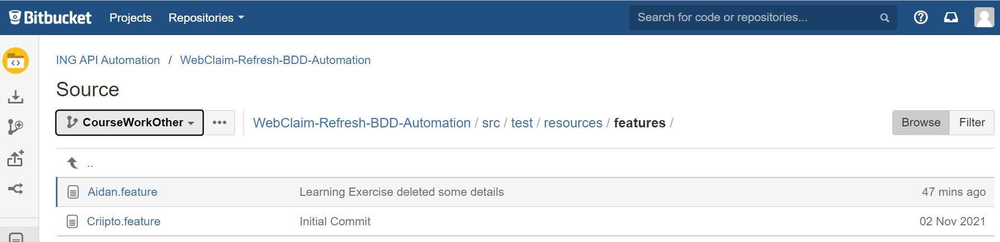 Bitbucket Projects Repositories Search for code or repositories...
ING API Automation / WebClaim-Refresh-BDD-Automation
Source
CourseWorkOther ••• WebClaim-Refresh-BDD-Automation / src / test / resources / features / Browse Filter
..
Aidan.feature Learning Exercise deleted some details 47 mins ago
Criipto.feature Initial Commit 02 Nov 2021